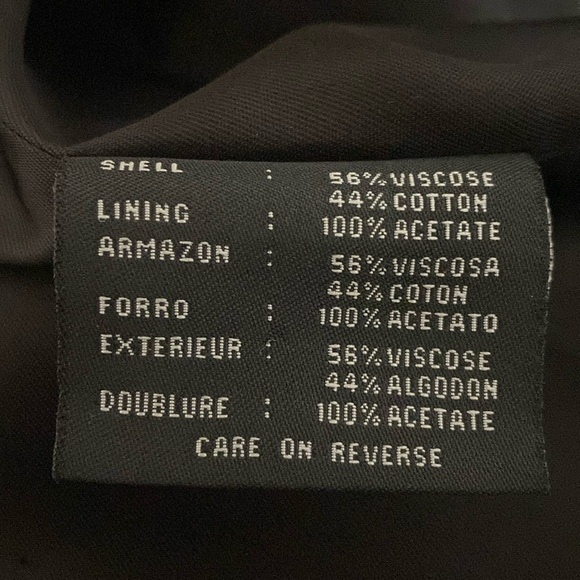 SHELL : 56% VISCOSE
44% COTTON
LINING : 100% ACETATE
ARMAZON : 56% VISCOSA
44% COTON
FORRO : 100% ACETATO
EXTERIEUR : 56% VISCOSE
44% ALGODON
DOUBLURE : 100% ACETATE
CARE ON REVERSE